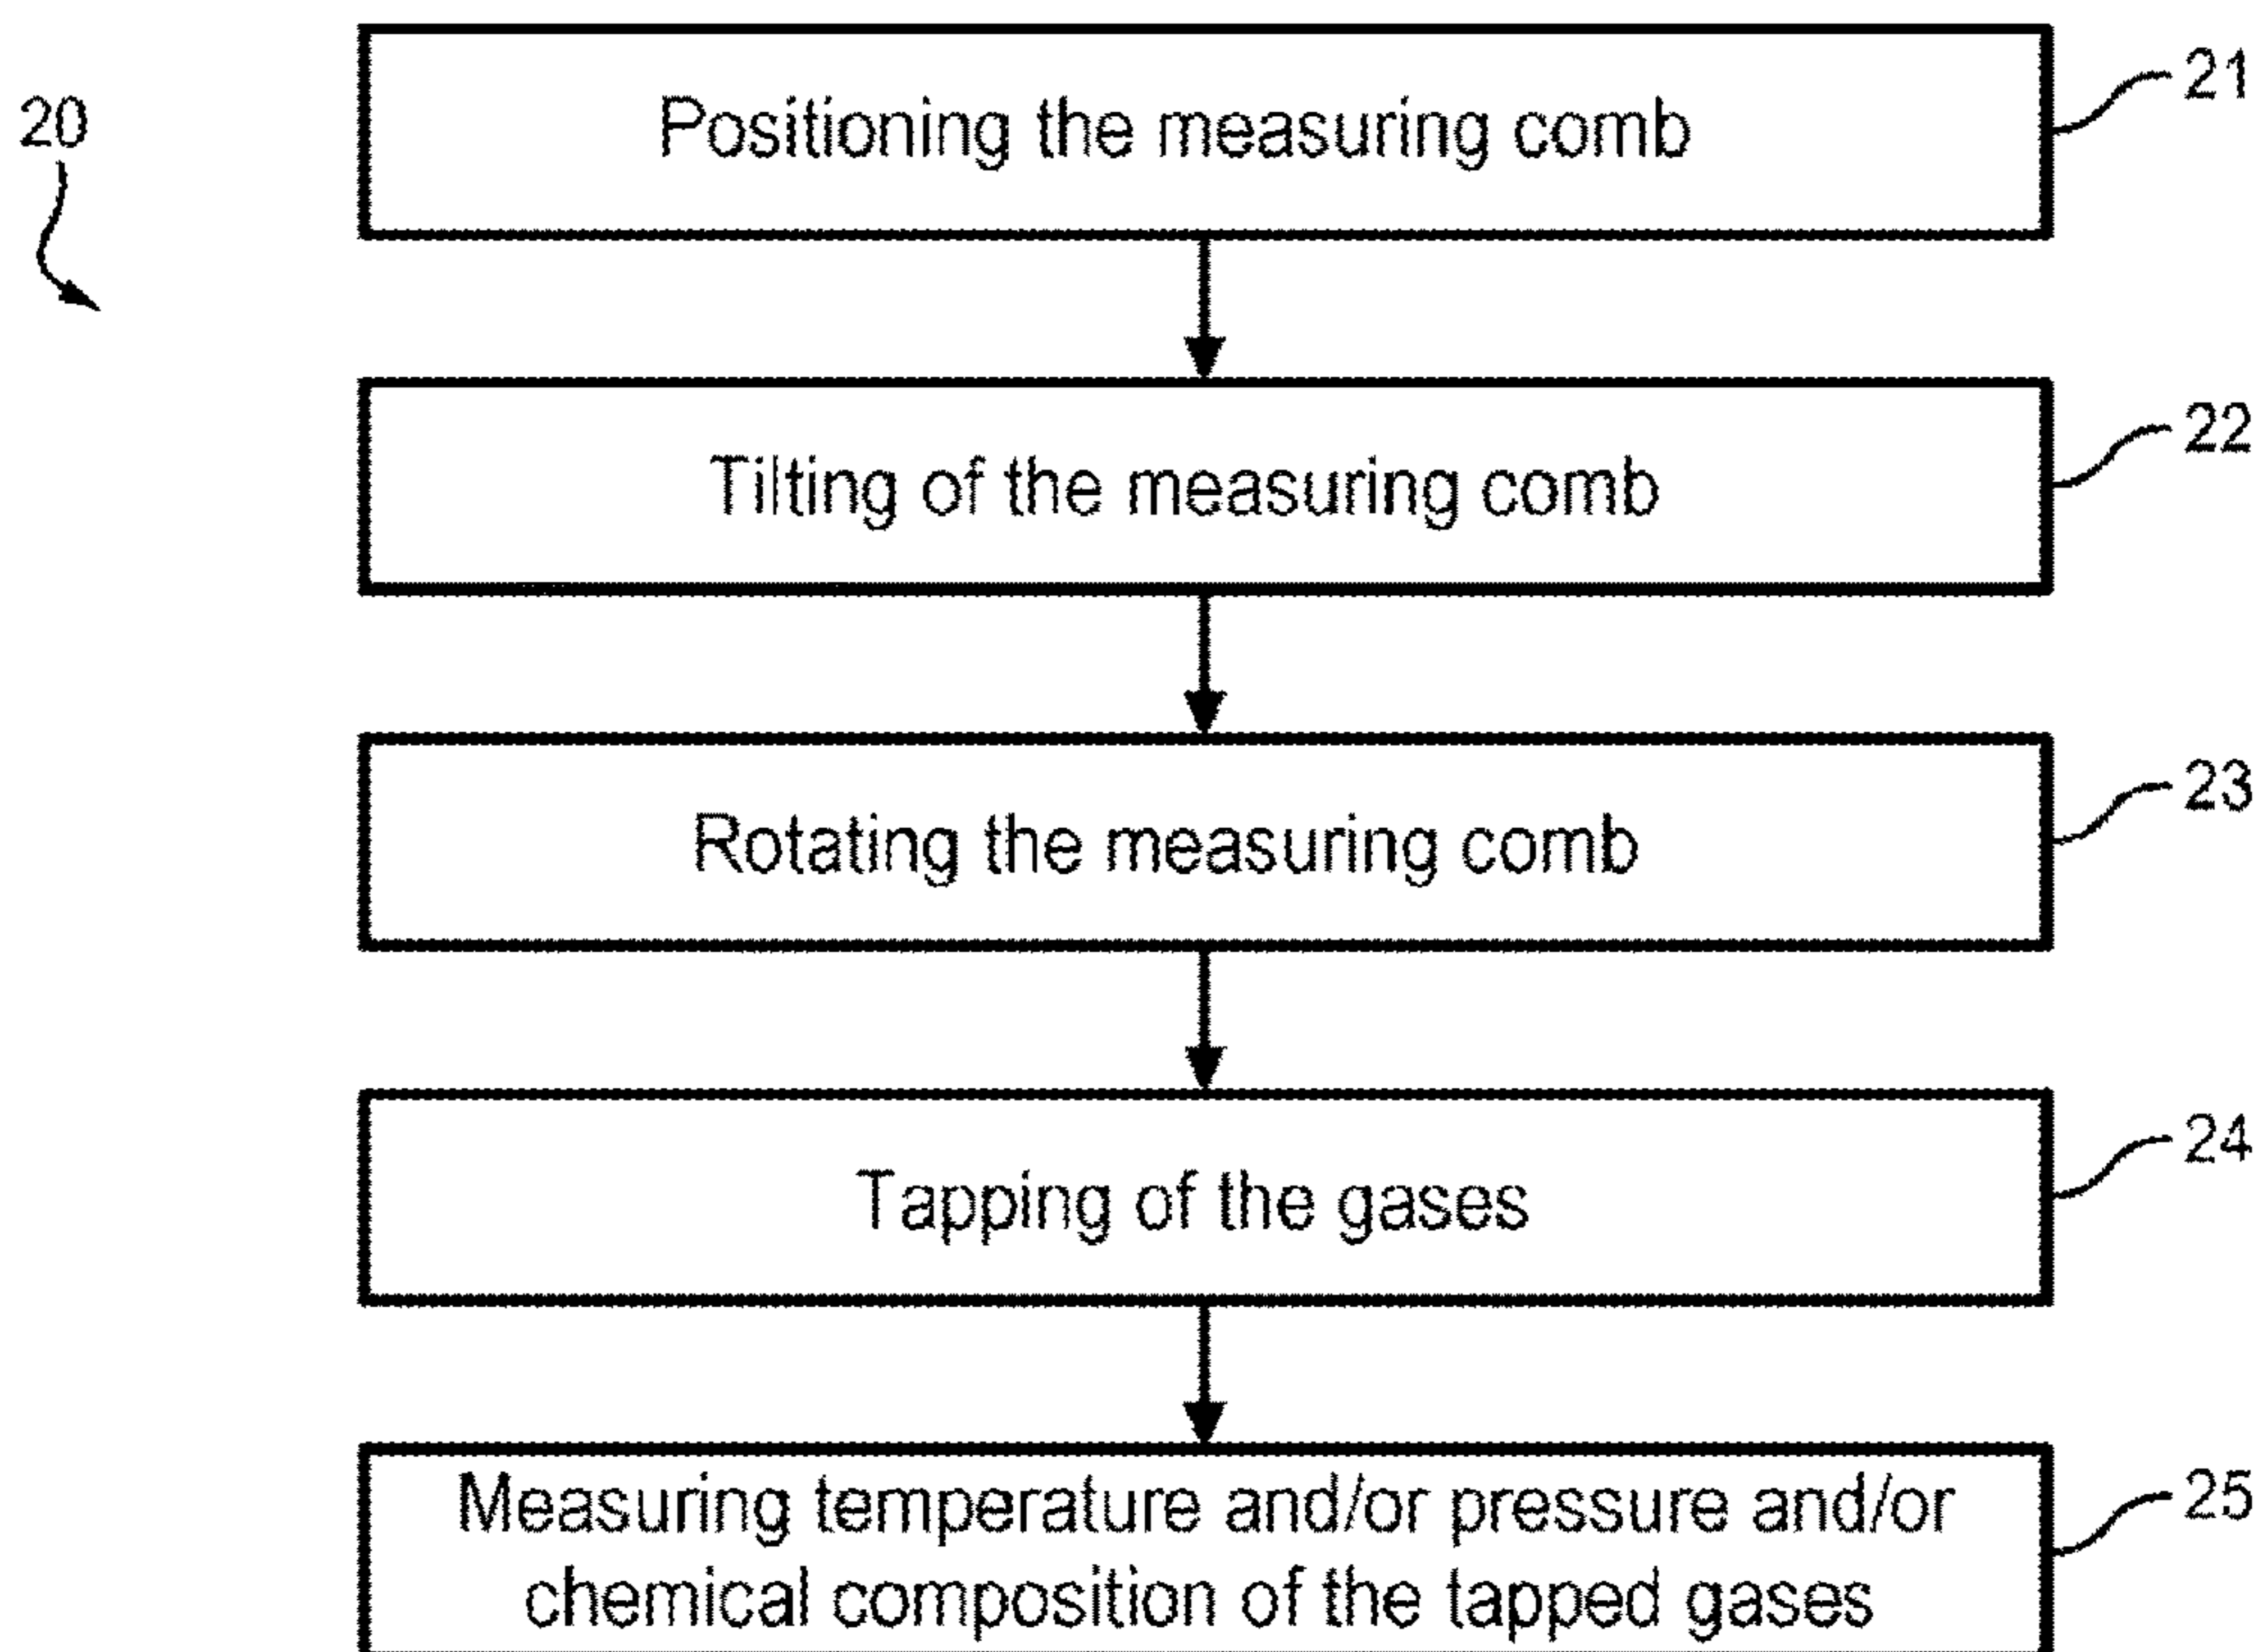 20
Positioning the measuring comb
21
Tilting of the measuring comb
22
Rotating the measuring comb
23
Tapping of the gases
24
Measuring temperature and/or pressure and/or
chemical composition of the tapped gases
25